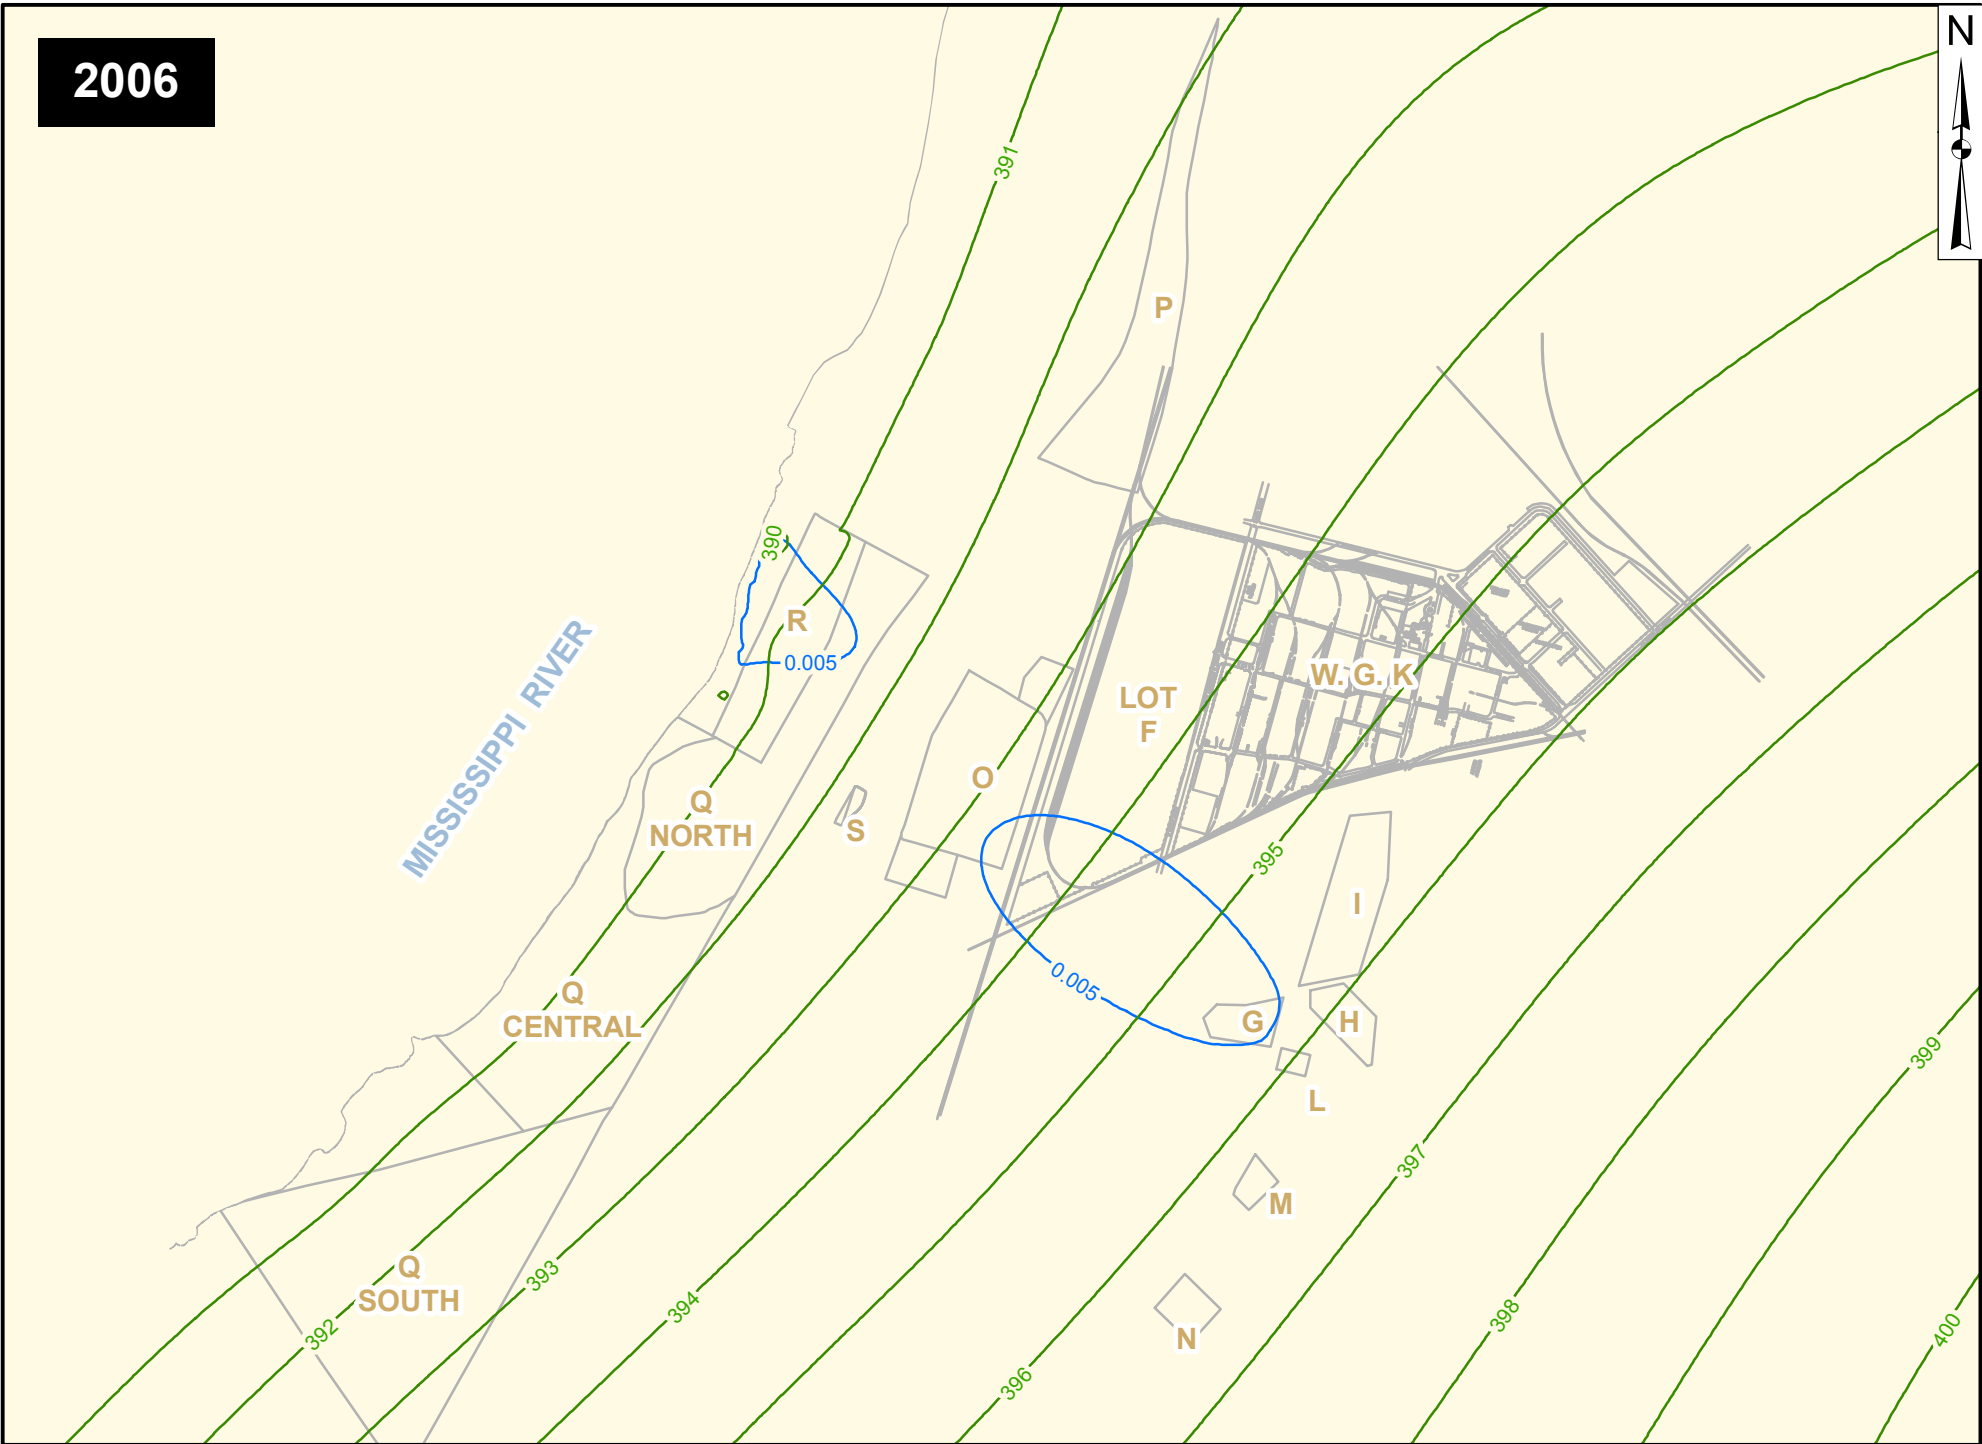 2006
N
391
P
390
R
0.005
MISSISSIPPI RIVER
W. G. K
LOT
F
O
Q
NORTH
S
395
I
0.005
Q
CENTRAL
G
H
399
L
397
M
Q
SOUTH
393
394
398
392
N
400
396